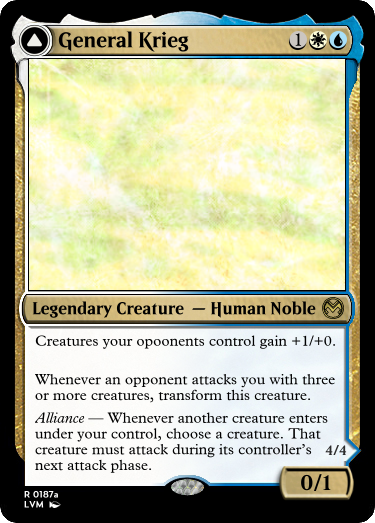 General Krieg 1
Legendary Creature — Human Noble
Creatures your opoonents control gain +1/+0.
Whenever an opponent attacks you with three
or more creatures, transform this creature.
Alliance — Whenever another creature enters
under your control, choose a creature. That
creature must attack during its controller's 4/4
next attack phase.
0/1
R 0187a
LVM